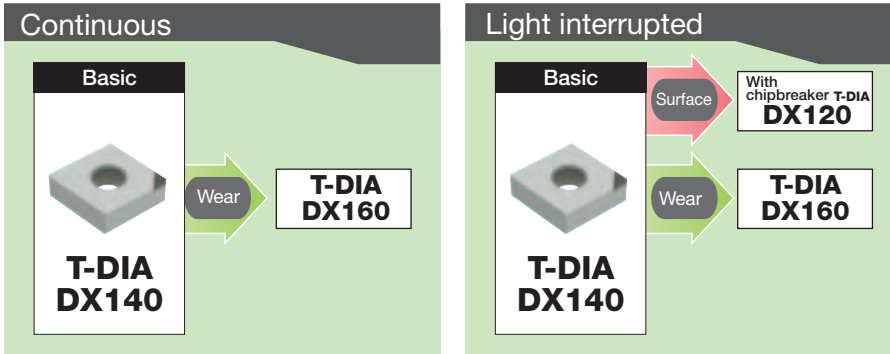 Continuous
Basic
T-DIA
DX140
Wear
T-DIA
DX160
Light interrupted
Basic
T-DIA
DX140
Surface
With
chipbreaker T-DIA
DX120
Wear
T-DIA
DX160